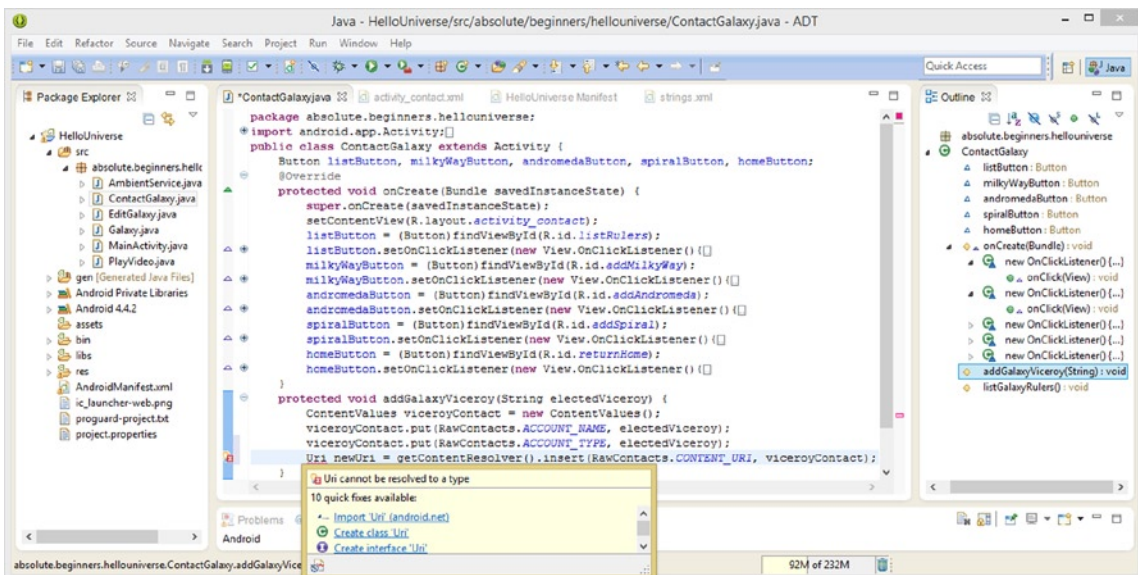 Java - HelloUniverse/src/absolute/beginners/hellouniverse/ContactGalaxy.java - ADT
File Edit Refactor Source Navigate Search Project Run Window Help
Quick Access
Java
Package Explorer
HelloUniverse
src
absolute.beginners.hellc
AmbientService.java
ContactGalaxy.java
EditGalaxy.java
Galaxy.java
MainActivity.java
PlayVideo.java
gen [Generated Java Files]
Android Private Libraries
Android 4.4.2
assets
bin
libs
res
AndroidManifest.xml
ic_launcher-web.png
proguard-project.txt
project.properties
*ContactGalaxy.java activity_contact.xml HelloUniverse Manifest strings.xml
package absolute.beginners.hellouniverse;
import android.app.Activity;
public class ContactGalaxy extends Activity {
Button listButton, milkyWayButton, andromedaButton, spiralButton, homeButton;
@Override
protected void onCreate(Bundle savedInstanceState) {
super.onCreate(savedInstanceState);
setContentView(R.layout.activity_contact);
listButton = (Button)findViewById(R.id.listRulers);
listButton.setOnClickListener(new View.OnClickListener(){
milkyWayButton = (Button)findViewById(R.id.addMilkyWay);
milkyWayButton.setOnClickListener(new View.OnClickListener(){
andromedaButton = (Button)findViewById(R.id.addAndromeda);
andromedaButton.setOnClickListener(new View.OnClickListener(){
spiralButton = (Button)findViewById(R.id.addSpiral);
spiralButton.setOnClickListener(new View.OnClickListener(){
homeButton = (Button)findViewById(R.id.returnHome);
homeButton.setOnClickListener(new View.OnClickListener(){
}
protected void addGalaxyViceroy(String electedViceroy) {
ContentValues viceroyContact = new ContentValues();
viceroyContact.put(RawContacts.ACCOUNT_NAME, electedViceroy);
viceroyContact.put(RawContacts.ACCOUNT_TYPE, electedViceroy);
Uri newUri = getContentResolver().insert(RawContacts.CONTENT_URI, viceroyContact);
}
Uri cannot be resolved to a type
10 quick fixes available:
Import 'Uri' (android.net)
Create class 'Uri'
Create interface 'Uri'
Problems
Android
Outline
absolute.beginners.hellouniverse
ContactGalaxy
listButton : Button
milkyWayButton : Button
andromedaButton : Button
spiralButton : Button
homeButton : Button
onCreate(Bundle) : void
new OnClickListener() {...}
onClick(View) : void
new OnClickListener() {...}
onClick(View) : void
new OnClickListener() {...}
new OnClickListener() {...}
new OnClickListener() {...}
addGalaxyViceroy(String) : void
listGalaxyRulers() : void
absolute.beginners.hellouniverse.ContactGalaxy.addGalaxyVice
92M of 232M